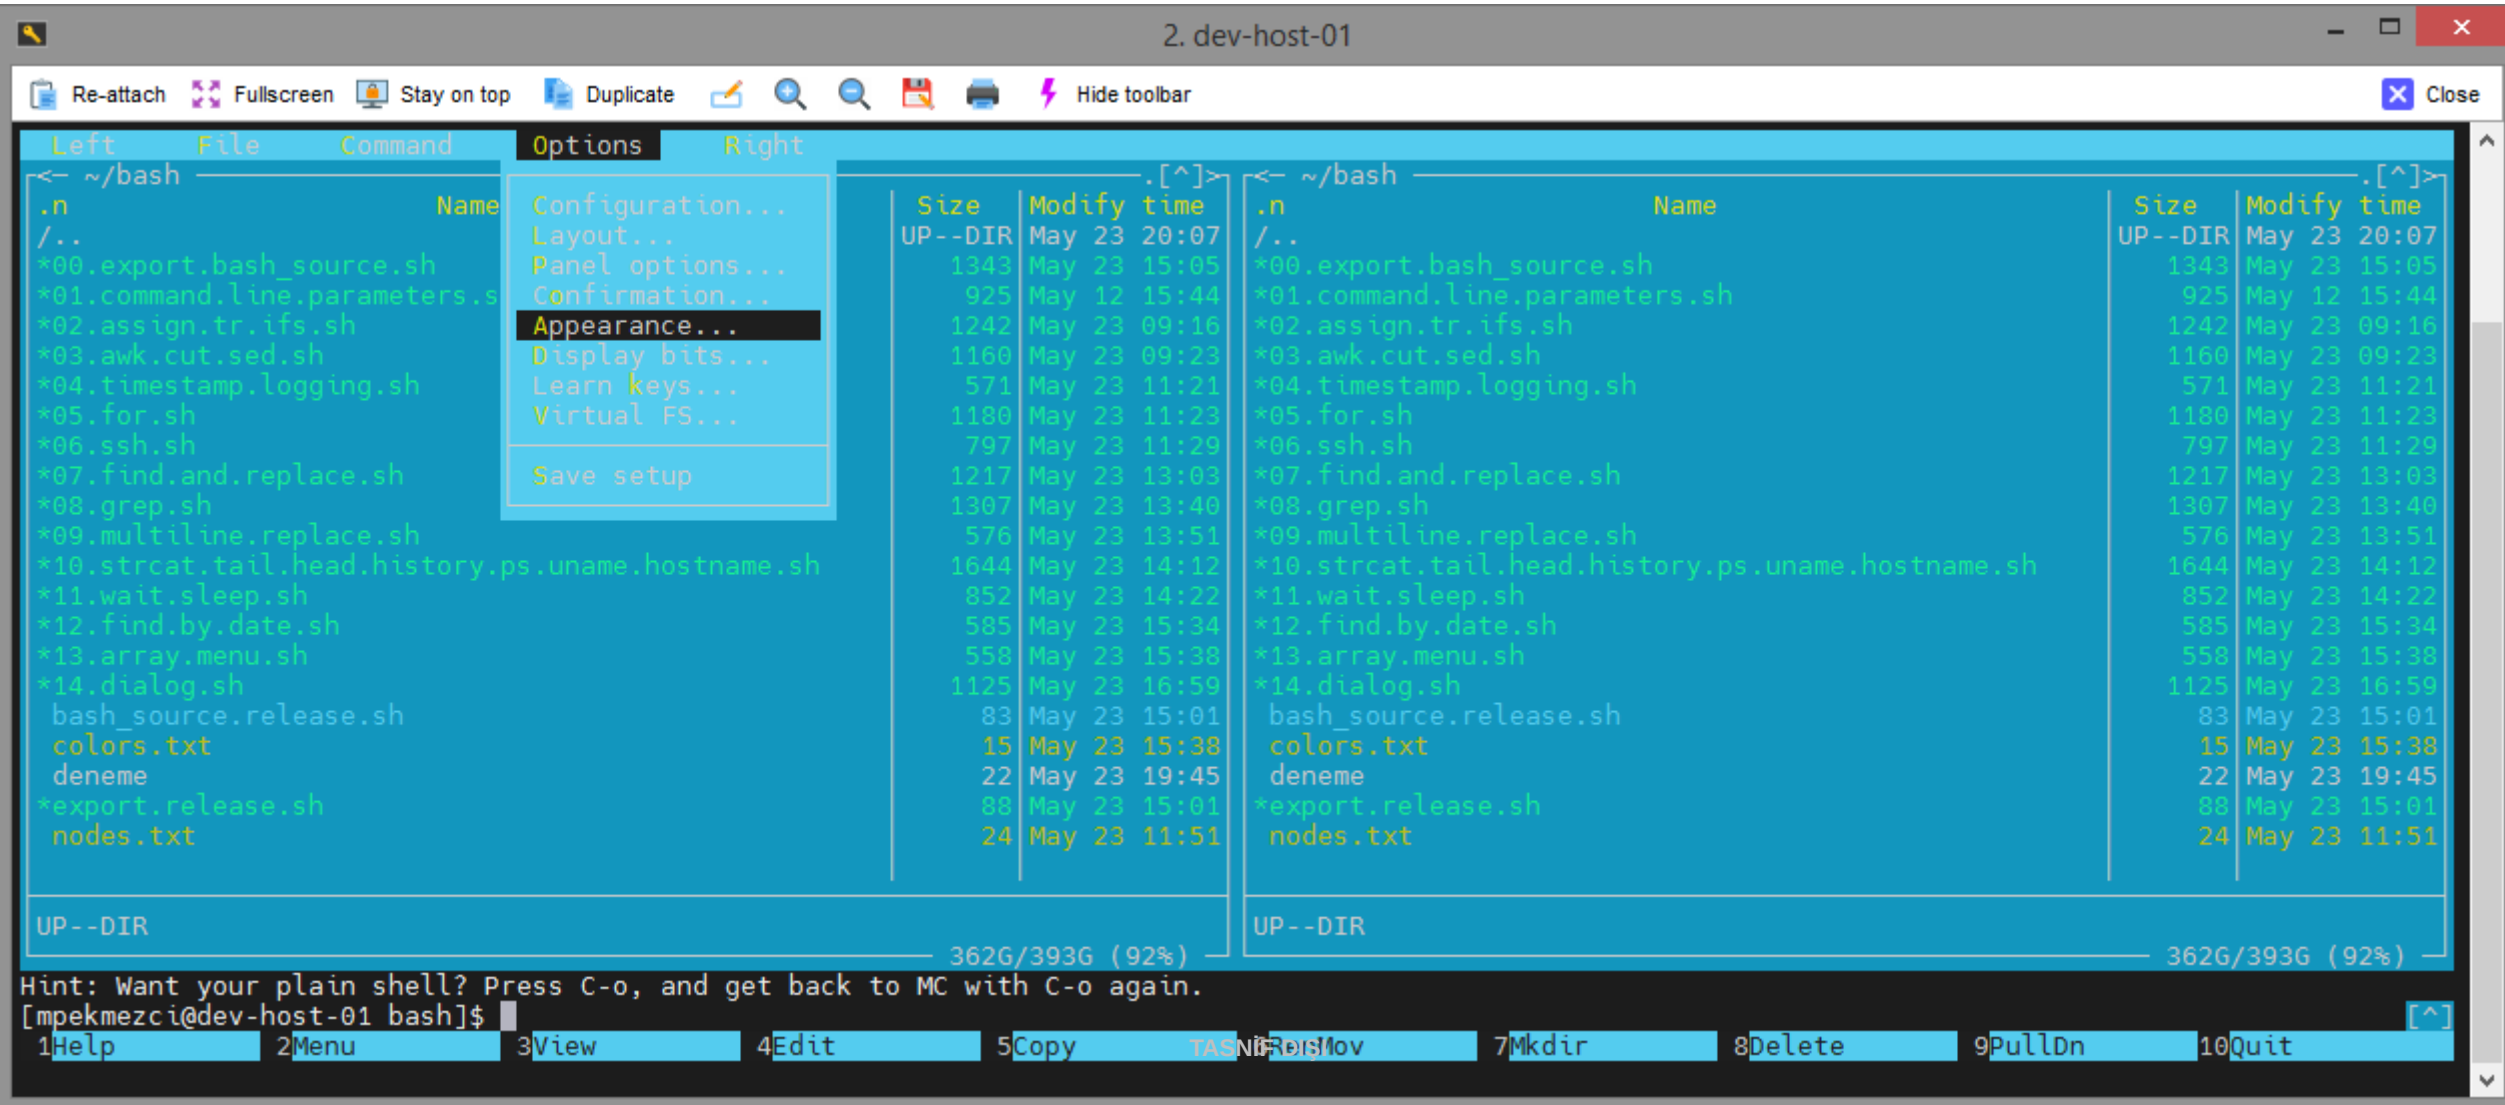 2. dev-host-01
Re-attach Fullscreen Stay on top Duplicate Hide toolbar Close
Left File Command Options Right
<─ ~/bash .[^]> <─ ~/bash .[^]>
.n Name Configuration... Size Modify time .n Name Size Modify time
/.. Layout... UP--DIR May 23 20:07 /.. UP--DIR May 23 20:07
*00.export.bash_source.sh Panel options... 1343 May 23 15:05 *00.export.bash_source.sh 1343 May 23 15:05
*01.command.line.parameters.s Confirmation... 925 May 12 15:44 *01.command.line.parameters.sh 925 May 12 15:44
*02.assign.tr.ifs.sh Appearance... 1242 May 23 09:16 *02.assign.tr.ifs.sh 1242 May 23 09:16
*03.awk.cut.sed.sh Display bits... 1160 May 23 09:23 *03.awk.cut.sed.sh 1160 May 23 09:23
*04.timestamp.logging.sh Learn keys... 571 May 23 11:21 *04.timestamp.logging.sh 571 May 23 11:21
*05.for.sh Virtual FS... 1180 May 23 11:23 *05.for.sh 1180 May 23 11:23
*06.ssh.sh 797 May 23 11:29 *06.ssh.sh 797 May 23 11:29
*07.find.and.replace.sh Save setup 1217 May 23 13:03 *07.find.and.replace.sh 1217 May 23 13:03
*08.grep.sh 1307 May 23 13:40 *08.grep.sh 1307 May 23 13:40
*09.multiline.replace.sh 576 May 23 13:51 *09.multiline.replace.sh 576 May 23 13:51
*10.strcat.tail.head.history.ps.uname.hostname.sh 1644 May 23 14:12 *10.strcat.tail.head.history.ps.uname.hostname.sh 1644 May 23 14:12
*11.wait.sleep.sh 852 May 23 14:22 *11.wait.sleep.sh 852 May 23 14:22
*12.find.by.date.sh 585 May 23 15:34 *12.find.by.date.sh 585 May 23 15:34
*13.array.menu.sh 558 May 23 15:38 *13.array.menu.sh 558 May 23 15:38
*14.dialog.sh 1125 May 23 16:59 *14.dialog.sh 1125 May 23 16:59
bash_source.release.sh 83 May 23 15:01 bash_source.release.sh 83 May 23 15:01
colors.txt 15 May 23 15:38 colors.txt 15 May 23 15:38
deneme 22 May 23 19:45 deneme 22 May 23 19:45
*export.release.sh 88 May 23 15:01 *export.release.sh 88 May 23 15:01
nodes.txt 24 May 23 11:51 nodes.txt 24 May 23 11:51
UP--DIR UP--DIR
362G/393G (92%) 362G/393G (92%)
Hint: Want your plain shell? Press C-o, and get back to MC with C-o again.
[mpekmezci@dev-host-01 bash]$ [^]
1Help 2Menu 3View 4Edit 5Copy 6RenMov 7Mkdir 8Delete 9PullDn 10Quit
TASNİF DIŞI